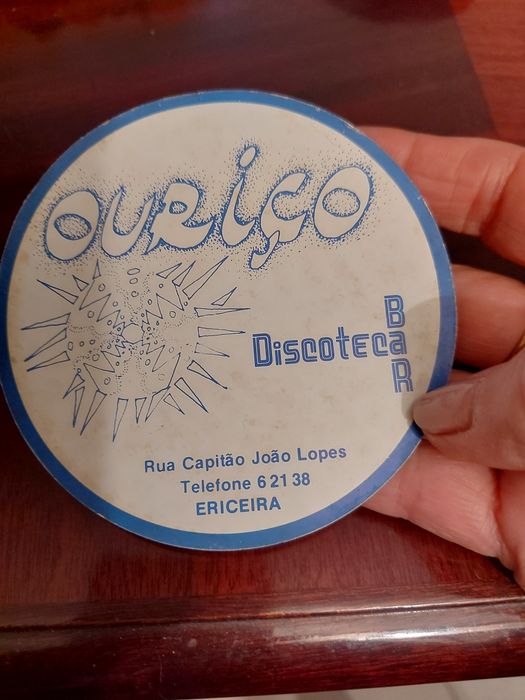 OURIÇO
Discoteca
BaR
Rua Capitão João Lopes
Telefone 6 21 38
ERICEIRA